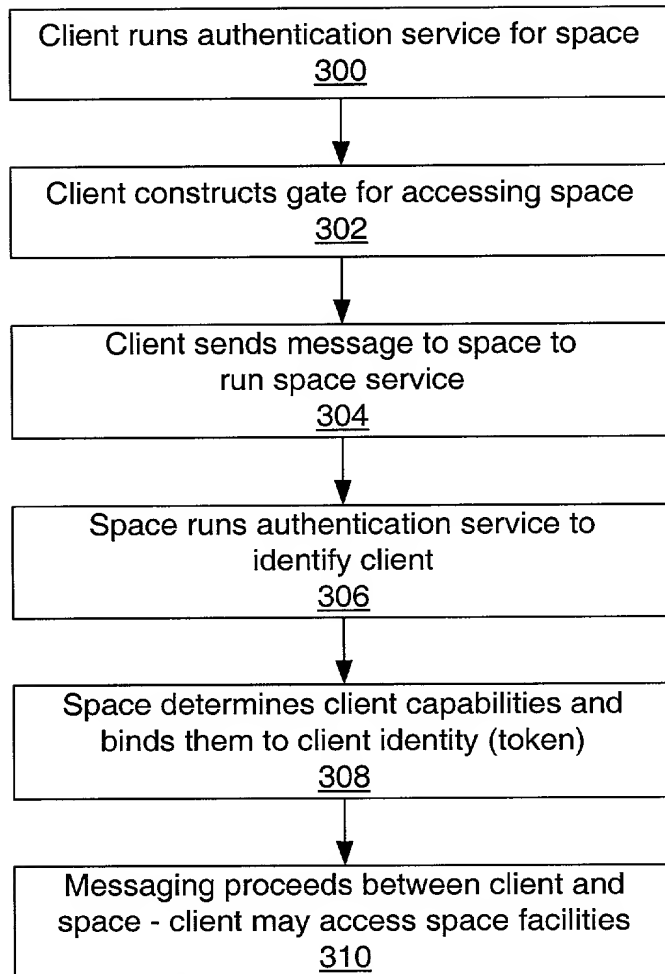 Client runs authentication service for space
300
Client constructs gate for accessing space
302
Client sends message to space to
run space service
304
Space runs authentication service to
identify client
306
Space determines client capabilities and
binds them to client identity (token)
308
Messaging proceeds between client and
space - client may access space facilities
310